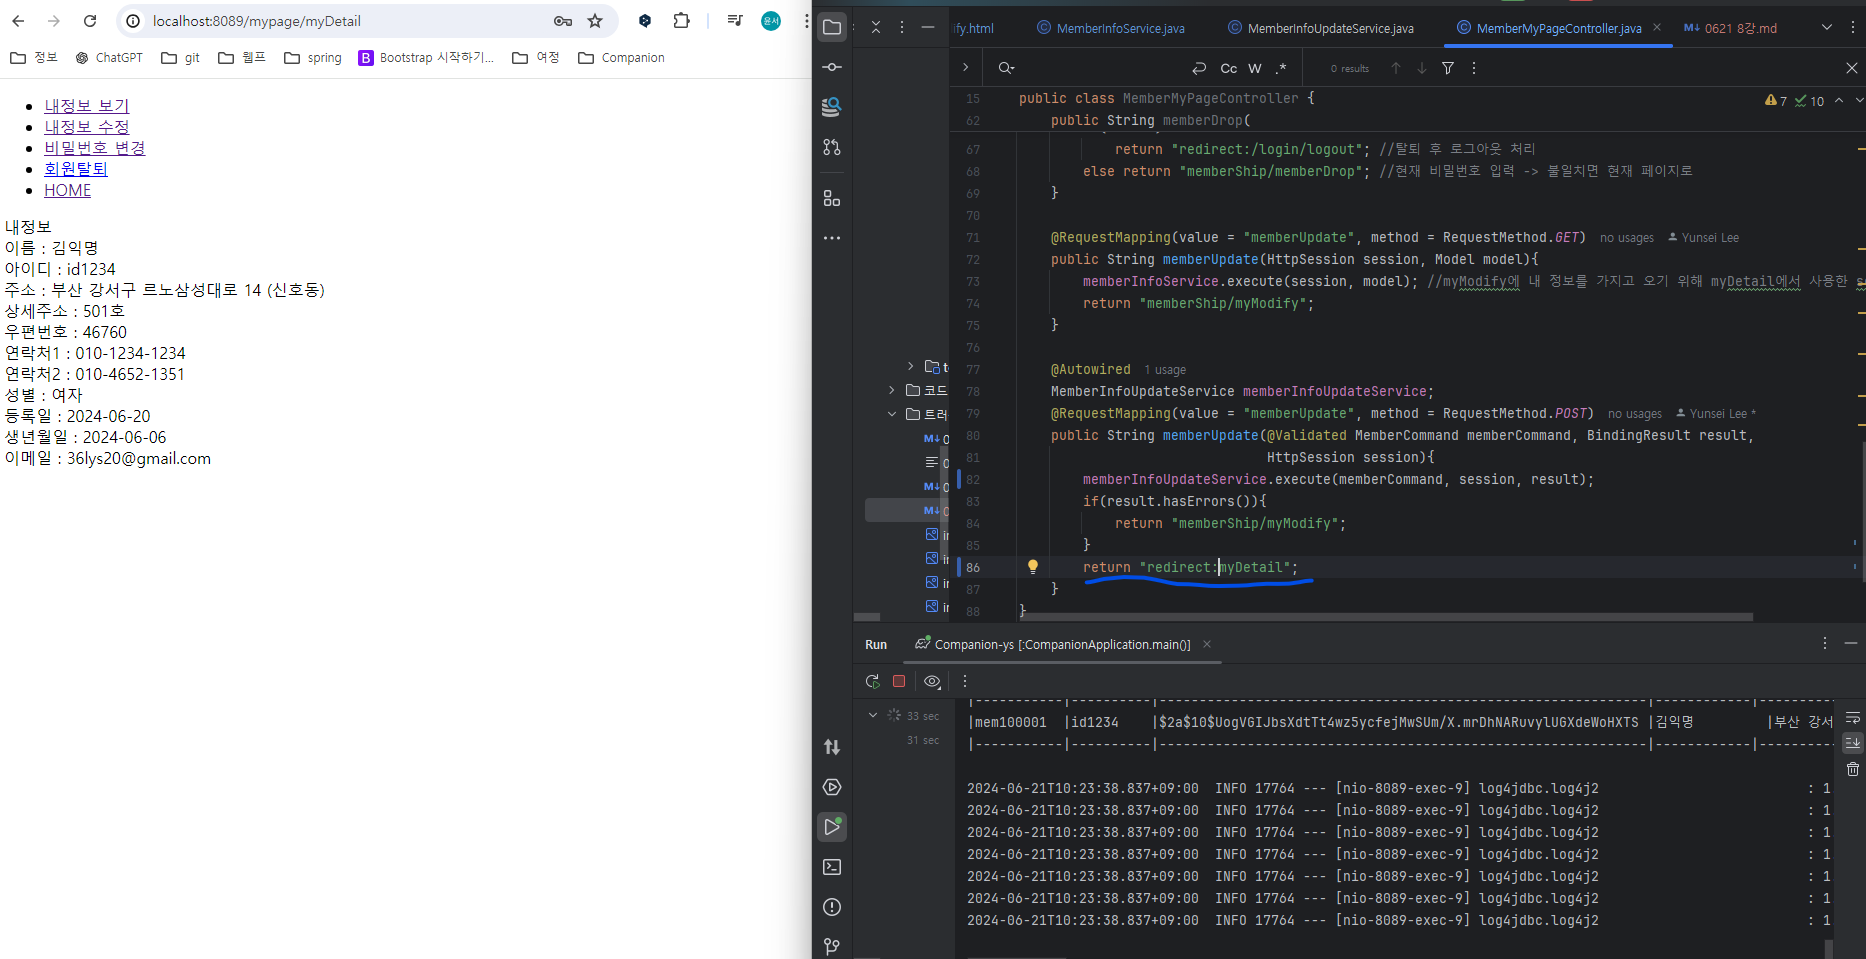 localhost:8089/mypage/myDetail
윤서
정보
ChatGPT
git
웹프
spring
Bootstrap 시작하기...
여정
Companion
내정보 보기
내정보 수정
비밀번호 변경
회원탈퇴
HOME
내정보
이름 : 김익명
아이디 : id1234
주소 : 부산 강서구 르노삼성대로 14 (신호동)
상세주소 : 501호
우편번호 : 46760
연락처1 : 010-1234-1234
연락처2 : 010-4652-1351
성별 : 여자
등록일 : 2024-06-20
생년월일 : 2024-06-06
이메일 : 36lys20@gmail.com
ify.html
MemberInfoService.java
MemberInfoUpdateService.java
MemberMyPageController.java
M↓ 0621 8강.md
Cc W .*
0 results
15 public class MemberMyPageController {
7 10
62 public String memberDrop(
67 return "redirect:/login/logout"; //탈퇴 후 로그아웃 처리
68 else return "memberShip/memberDrop"; //현재 비밀번호 입력 -> 불일치면 현재 페이지로
69 }
70
71 @RequestMapping(value = "memberUpdate", method = RequestMethod.GET) no usages Yunsei Lee
72 public String memberUpdate(HttpSession session, Model model){
73 memberInfoService.execute(session, model); //myModify에 내 정보를 가지고 오기 위해 myDetail에서 사용한 s
74 return "memberShip/myModify";
75 }
76
77 @Autowired 1 usage
78 MemberInfoUpdateService memberInfoUpdateService;
79 @RequestMapping(value = "memberUpdate", method = RequestMethod.POST) no usages Yunsei Lee *
80 public String memberUpdate(@Validated MemberCommand memberCommand, BindingResult result,
81 HttpSession session){
82 memberInfoUpdateService.execute(memberCommand, session, result);
83 if(result.hasErrors()){
84 return "memberShip/myModify";
85 }
86 return "redirect:myDetail";
87 }
88 }
코드
트러
M↓ 0
0
M↓ 0
M↓ 0
Run
Companion-ys [:CompanionApplication.main()]
33 sec
31 sec
|-----------|----------|-------------------------------------------------------------|------------|---------
|mem100001 |id1234 |$2a$10$UogVGIJbsXdtTt4wz5ycfejMwSUm/X.mrDhNARuvylUGXdeWoHXTS |김익명 |부산 강서
|-----------|----------|-------------------------------------------------------------|------------|---------
2024-06-21T10:23:38.837+09:00 INFO 17764 --- [nio-8089-exec-9] log4jdbc.log4j2 : 1
2024-06-21T10:23:38.837+09:00 INFO 17764 --- [nio-8089-exec-9] log4jdbc.log4j2 : 1
2024-06-21T10:23:38.837+09:00 INFO 17764 --- [nio-8089-exec-9] log4jdbc.log4j2 : 1
2024-06-21T10:23:38.837+09:00 INFO 17764 --- [nio-8089-exec-9] log4jdbc.log4j2 : 1
2024-06-21T10:23:38.837+09:00 INFO 17764 --- [nio-8089-exec-9] log4jdbc.log4j2 : 1
2024-06-21T10:23:38.837+09:00 INFO 17764 --- [nio-8089-exec-9] log4jdbc.log4j2 : 1
2024-06-21T10:23:38.837+09:00 INFO 17764 --- [nio-8089-exec-9] log4jdbc.log4j2 : 1